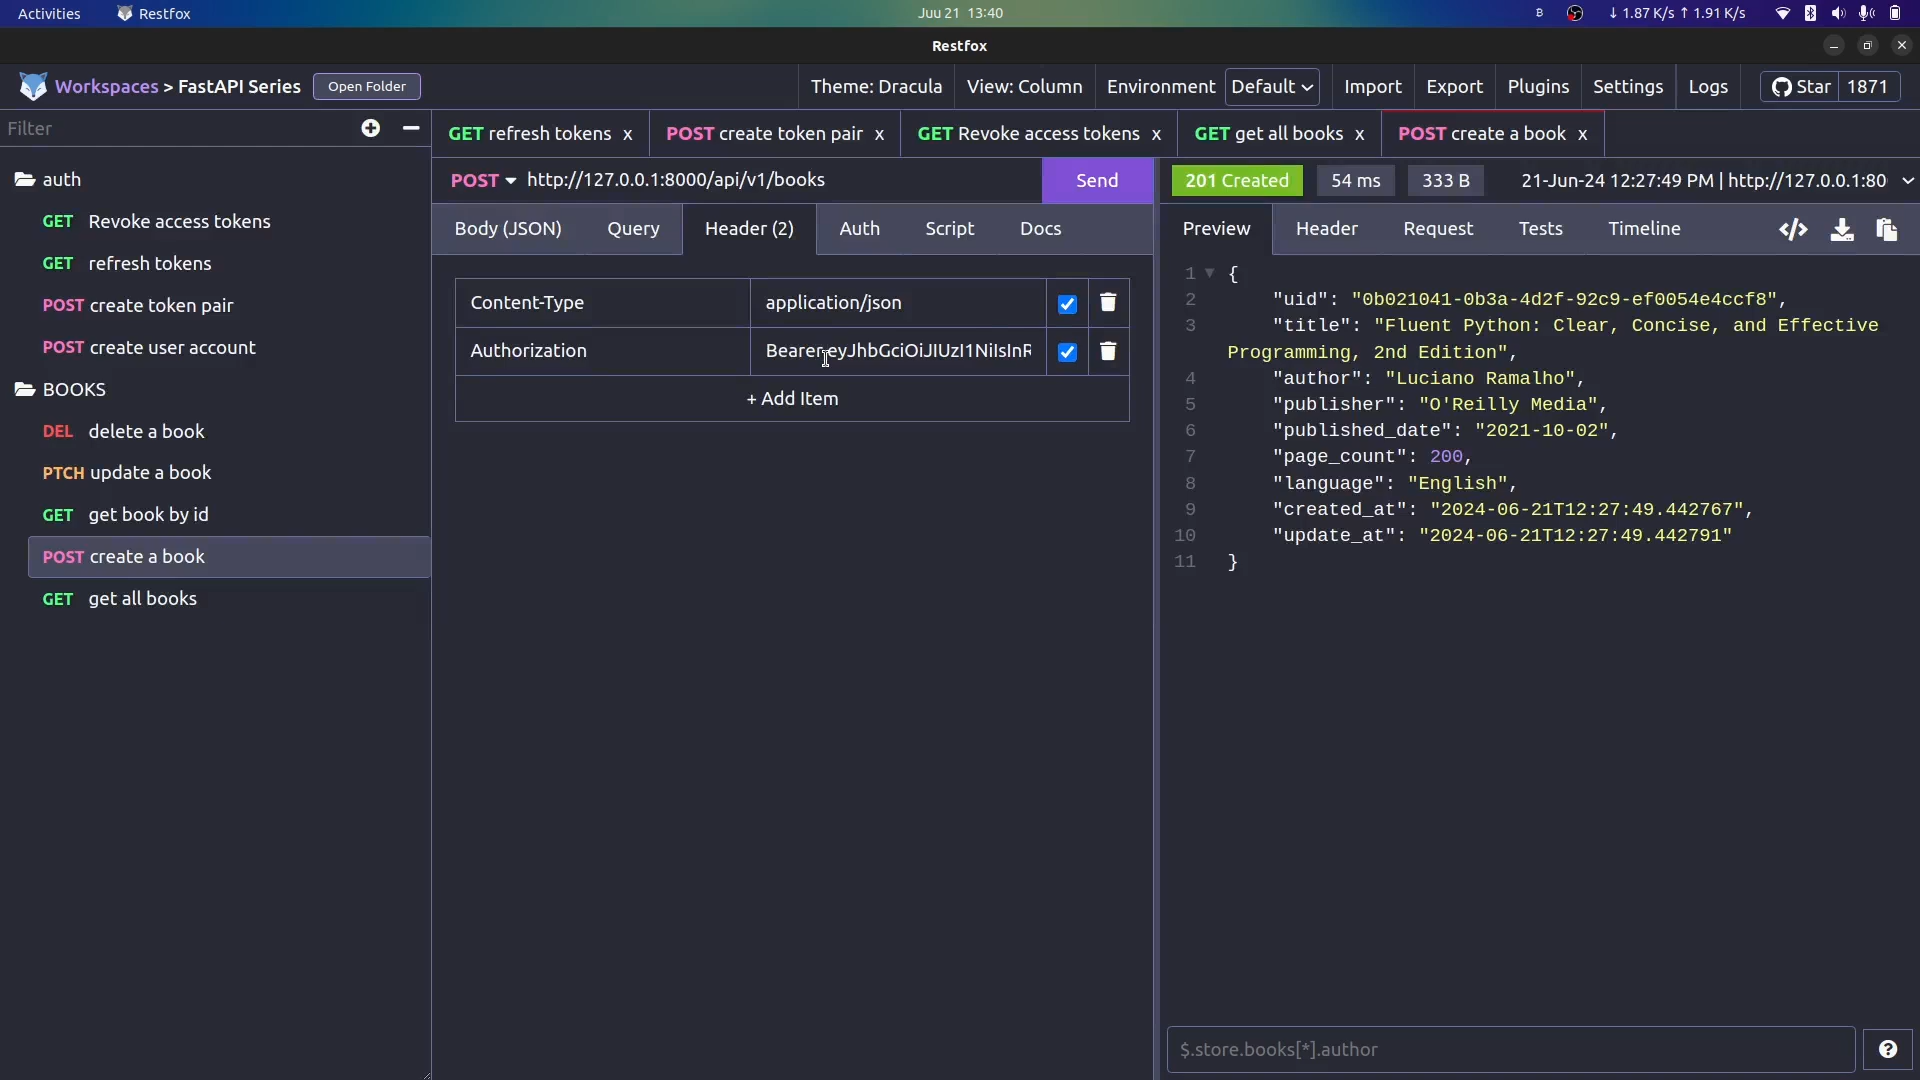 Activities Restfox Juu 21 13:40 ↓ 1.87 K/s ↑ 1.91 K/s
Restfox
Workspaces > FastAPI Series Open Folder Theme: Dracula View: Column Environment Default Import Export Plugins Settings Logs Star 1871
Filter
GET refresh tokens x POST create token pair x GET Revoke access tokens x GET get all books x POST create a book x
auth
GET Revoke access tokens
GET refresh tokens
POST create token pair
POST create user account
BOOKS
DEL delete a book
PTCH update a book
GET get book by id
POST create a book
GET get all books
POST http://127.0.0.1:8000/api/v1/books Send
Body (JSON) Query Header (2) Auth Script Docs
Content-Type application/json
Authorization Bearer eyJhbGciOiJIUzI1NiIsInR
+ Add Item
201 Created 54 ms 333 B 21-Jun-24 12:27:49 PM | http://127.0.0.1:80
Preview Header Request Tests Timeline
1 {
2 "uid": "0b021041-0b3a-4d2f-92c9-ef0054e4ccf8",
3 "title": "Fluent Python: Clear, Concise, and Effective
Programming, 2nd Edition",
4 "author": "Luciano Ramalho",
5 "publisher": "O'Reilly Media",
6 "published_date": "2021-10-02",
7 "page_count": 200,
8 "language": "English",
9 "created_at": "2024-06-21T12:27:49.442767",
10 "update_at": "2024-06-21T12:27:49.442791"
11 }
$.store.books[*].author